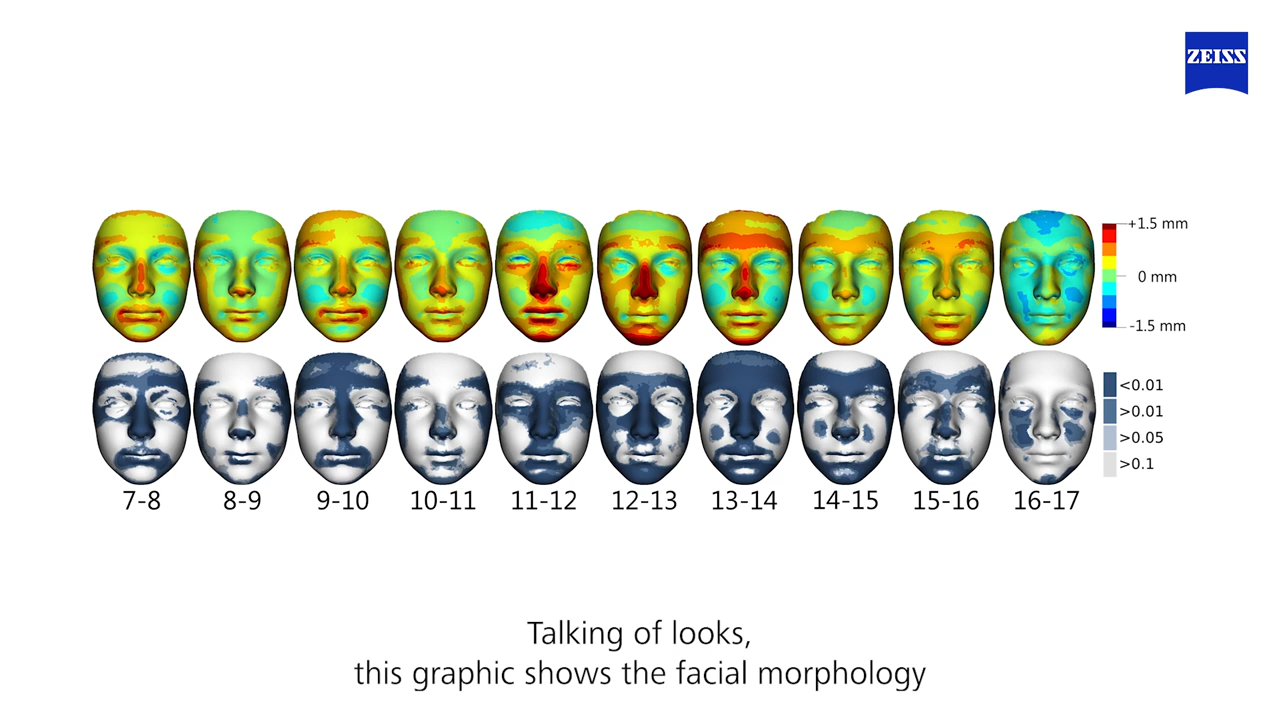 ZEISS
+1.5 mm
0 mm
-1.5 mm
<0.01
>0.01
>0.05
>0.1
7-8 8-9 9-10 10-11 11-12 12-13 13-14 14-15 15-16 16-17
Talking of looks,
this graphic shows the facial morphology